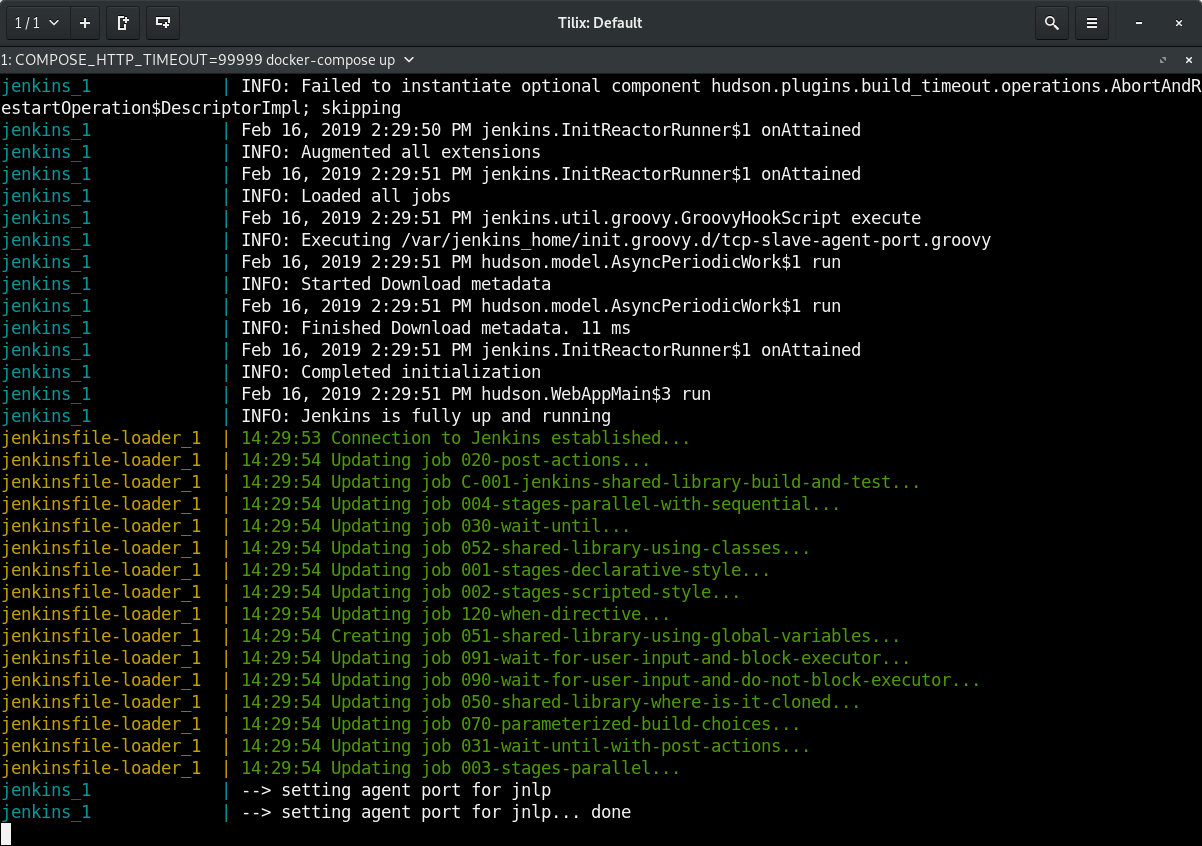 1 / 1
Tilix: Default
1: COMPOSE_HTTP_TIMEOUT=99999 docker-compose up
jenkins_1 | INFO: Failed to instantiate optional component hudson.plugins.build_timeout.operations.AbortAndR
estartOperation$DescriptorImpl; skipping
jenkins_1 | Feb 16, 2019 2:29:50 PM jenkins.InitReactorRunner$1 onAttained
jenkins_1 | INFO: Augmented all extensions
jenkins_1 | Feb 16, 2019 2:29:51 PM jenkins.InitReactorRunner$1 onAttained
jenkins_1 | INFO: Loaded all jobs
jenkins_1 | Feb 16, 2019 2:29:51 PM jenkins.util.groovy.GroovyHookScript execute
jenkins_1 | INFO: Executing /var/jenkins_home/init.groovy.d/tcp-slave-agent-port.groovy
jenkins_1 | Feb 16, 2019 2:29:51 PM hudson.model.AsyncPeriodicWork$1 run
jenkins_1 | INFO: Started Download metadata
jenkins_1 | Feb 16, 2019 2:29:51 PM hudson.model.AsyncPeriodicWork$1 run
jenkins_1 | INFO: Finished Download metadata. 11 ms
jenkins_1 | Feb 16, 2019 2:29:51 PM jenkins.InitReactorRunner$1 onAttained
jenkins_1 | INFO: Completed initialization
jenkins_1 | Feb 16, 2019 2:29:51 PM hudson.WebAppMain$3 run
jenkins_1 | INFO: Jenkins is fully up and running
jenkinsfile-loader_1 | 14:29:53 Connection to Jenkins established...
jenkinsfile-loader_1 | 14:29:54 Updating job 020-post-actions...
jenkinsfile-loader_1 | 14:29:54 Updating job C-001-jenkins-shared-library-build-and-test...
jenkinsfile-loader_1 | 14:29:54 Updating job 004-stages-parallel-with-sequential...
jenkinsfile-loader_1 | 14:29:54 Updating job 030-wait-until...
jenkinsfile-loader_1 | 14:29:54 Updating job 052-shared-library-using-classes...
jenkinsfile-loader_1 | 14:29:54 Updating job 001-stages-declarative-style...
jenkinsfile-loader_1 | 14:29:54 Updating job 002-stages-scripted-style...
jenkinsfile-loader_1 | 14:29:54 Updating job 120-when-directive...
jenkinsfile-loader_1 | 14:29:54 Creating job 051-shared-library-using-global-variables...
jenkinsfile-loader_1 | 14:29:54 Updating job 091-wait-for-user-input-and-block-executor...
jenkinsfile-loader_1 | 14:29:54 Updating job 090-wait-for-user-input-and-do-not-block-executor...
jenkinsfile-loader_1 | 14:29:54 Updating job 050-shared-library-where-is-it-cloned...
jenkinsfile-loader_1 | 14:29:54 Updating job 070-parameterized-build-choices...
jenkinsfile-loader_1 | 14:29:54 Updating job 031-wait-until-with-post-actions...
jenkinsfile-loader_1 | 14:29:54 Updating job 003-stages-parallel...
jenkins_1 | --> setting agent port for jnlp
jenkins_1 | --> setting agent port for jnlp... done